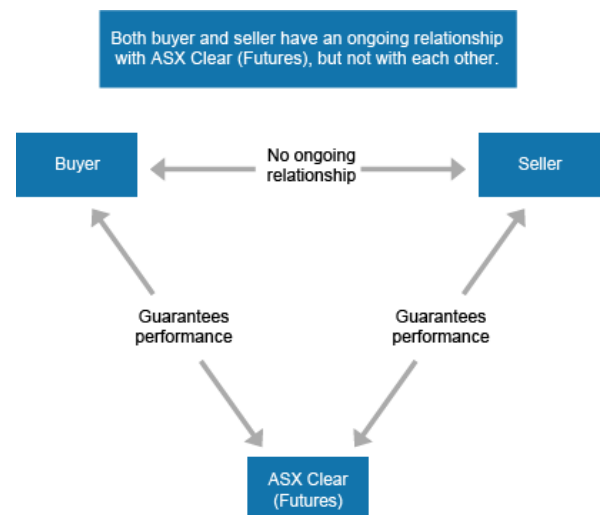 Both buyer and seller have an ongoing relationship
with ASX Clear (Futures), but not with each other.
Buyer
No ongoing
relationship
Seller
Guarantees
performance
Guarantees
performance
ASX Clear
(Futures)